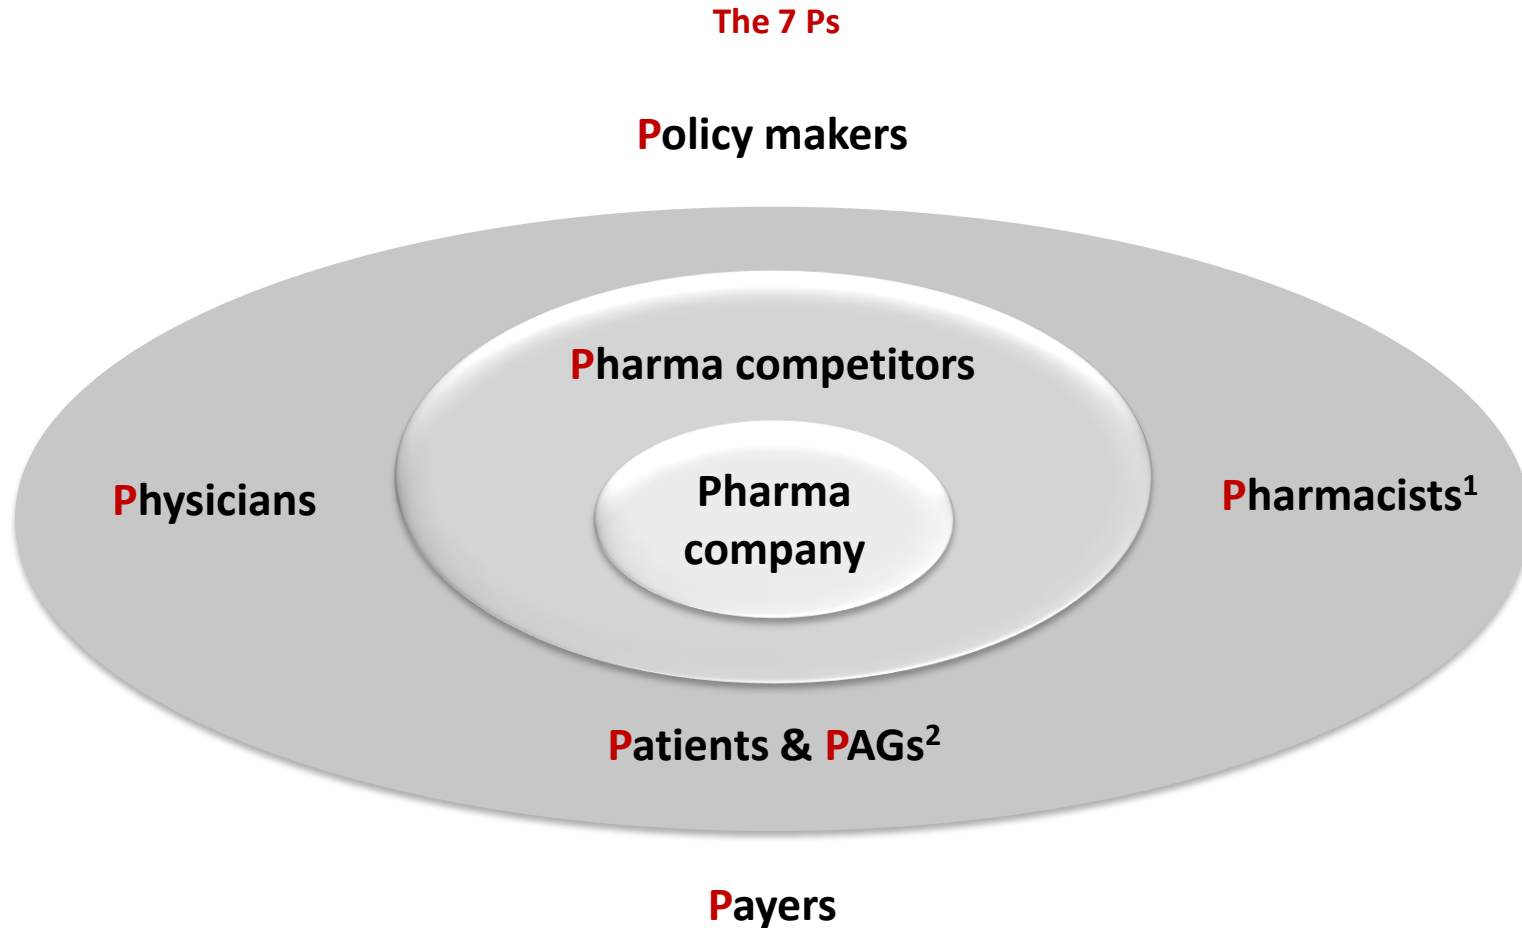 The 7 Ps
Policy makers
Pharma competitors
Pharma
company
Physicians
Pharmacists¹
Patients & PAGs²
Payers